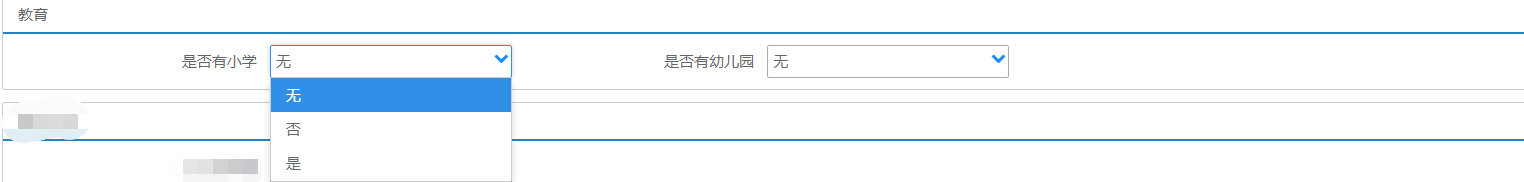 教育
是否有小学 无 是否有幼儿园 无
无
否
是